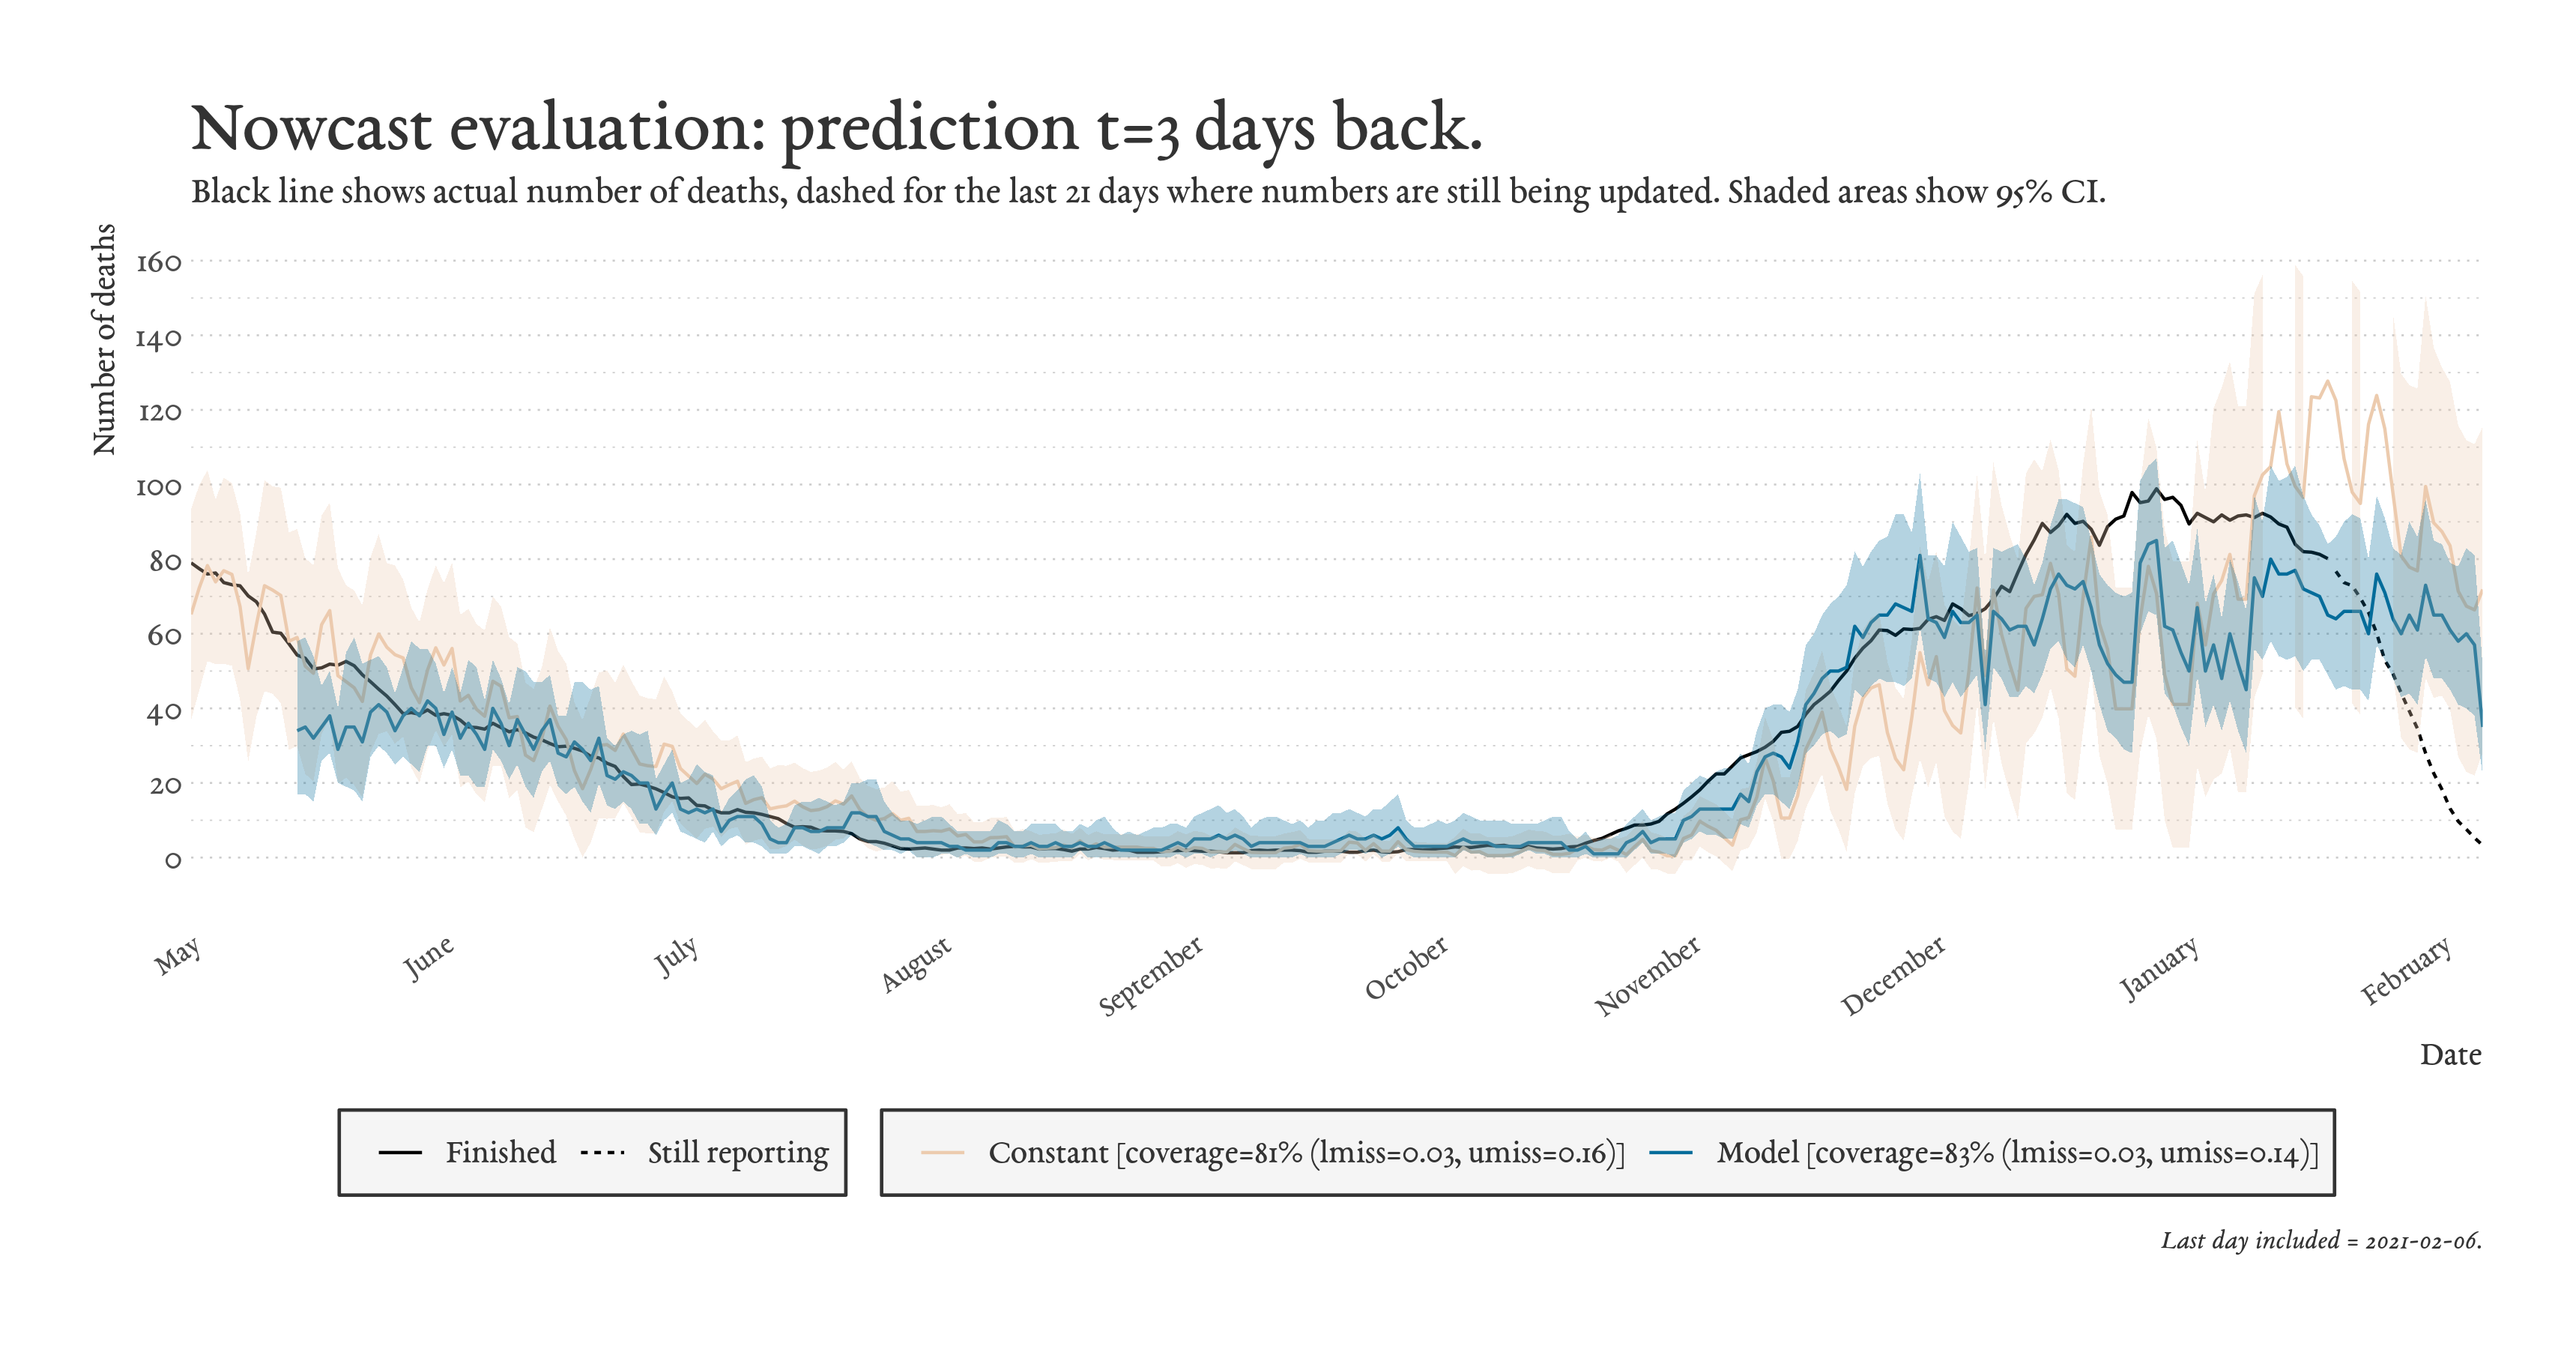 Nowcast evaluation: prediction t=3 days back.
Black line shows actual number of deaths, dashed for the last 21 days where numbers are still being updated. Shaded areas show 95% CI.
Number of deaths
160
140
120
100
80
60
40
20
0
May
June
July
August
September
October
November
December
January
February
Date
Finished
Still reporting
Constant [coverage=81% (lmiss=0.03, umiss=0.16)]
Model [coverage=83% (lmiss=0.03, umiss=0.14)]
Last day included = 2021-02-06.